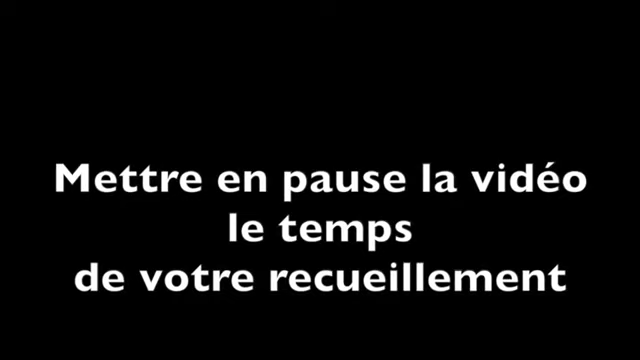 Mettre en pause la vidéo
le temps
de votre recueillement